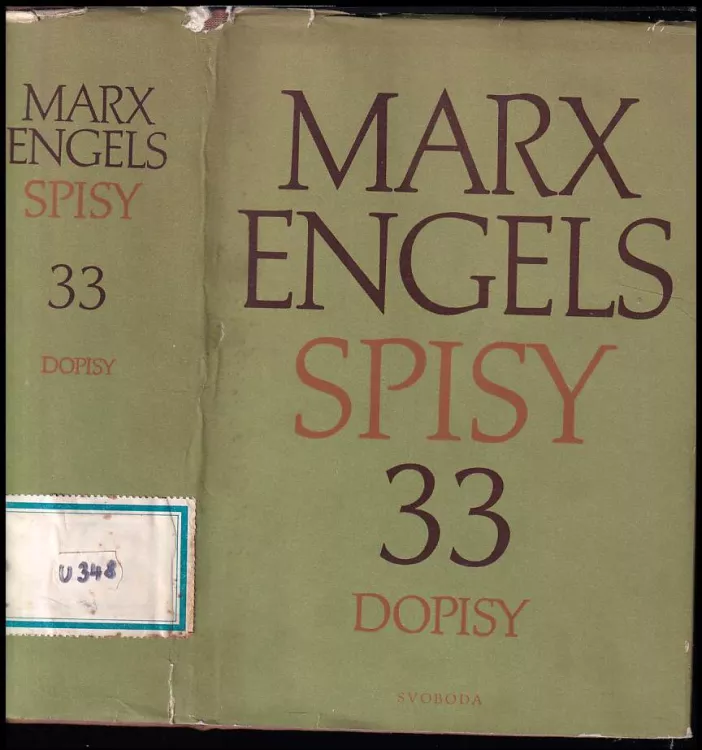 MARX
ENGELS
SPISY
33
DOPISY
U 348
MARX
ENGELS
SPISY
33
DOPISY
SVOBODA